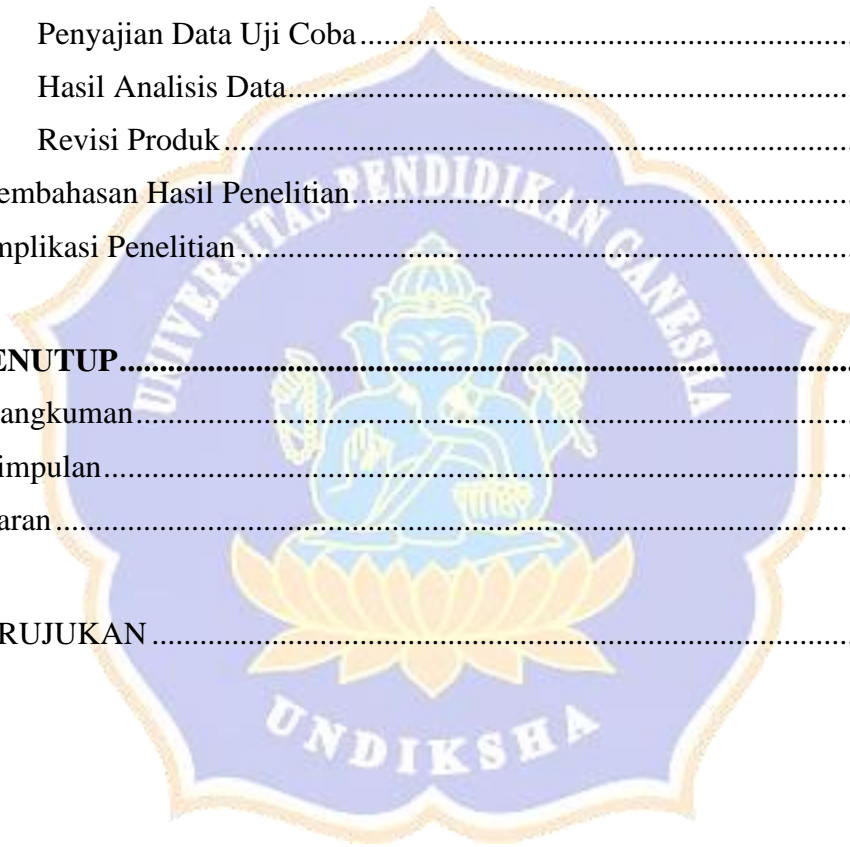 Penyajian Data Uji Coba
Hasil Analisis Data
Revisi Produk
embahasan Hasil Penelitian
mplikasi Penelitian
ENUTUP
angkuman
impulan
aran
RUJUKAN
UNIVERSITAS PENDIDIKAN GANESHA
UNDIKSHA